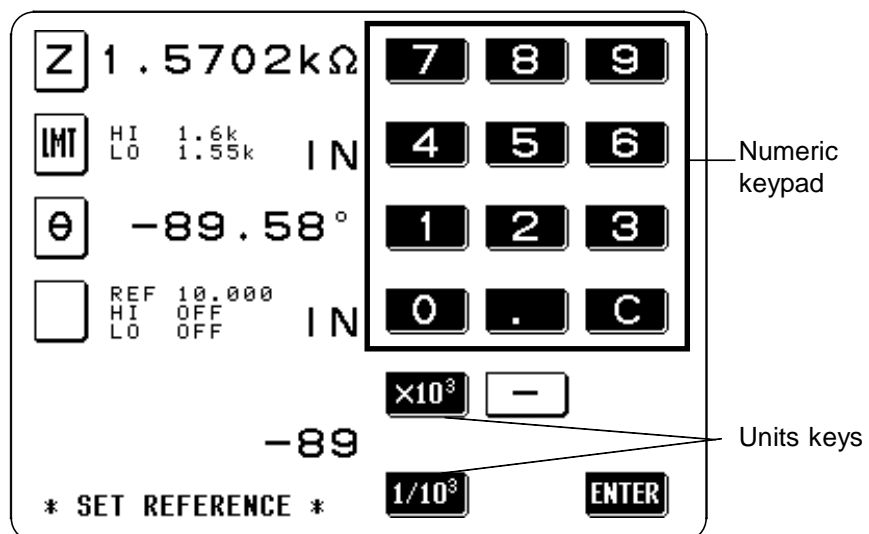 Z 1.5702kΩ 7 8 9
LMT HI 1.6k
LO 1.55k IN 4 5 6
Numeric
keypad
θ -89.58° 1 2 3
REF 10.000
HI OFF
LO OFF IN 0 . C
×10³ −
-89
Units keys
* SET REFERENCE * 1/10³ ENTER